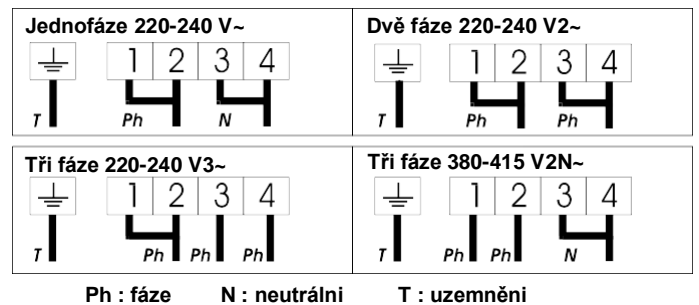 Jednofáze 220-240 V~
1 2 3 4
T Ph N
Dvě fáze 220-240 V2~
1 2 3 4
T Ph Ph
Tři fáze 220-240 V3~
1 2 3 4
T Ph Ph Ph
Tři fáze 380-415 V2N~
1 2 3 4
T Ph Ph N
Ph : fáze N : neutrálni T : uzemněni